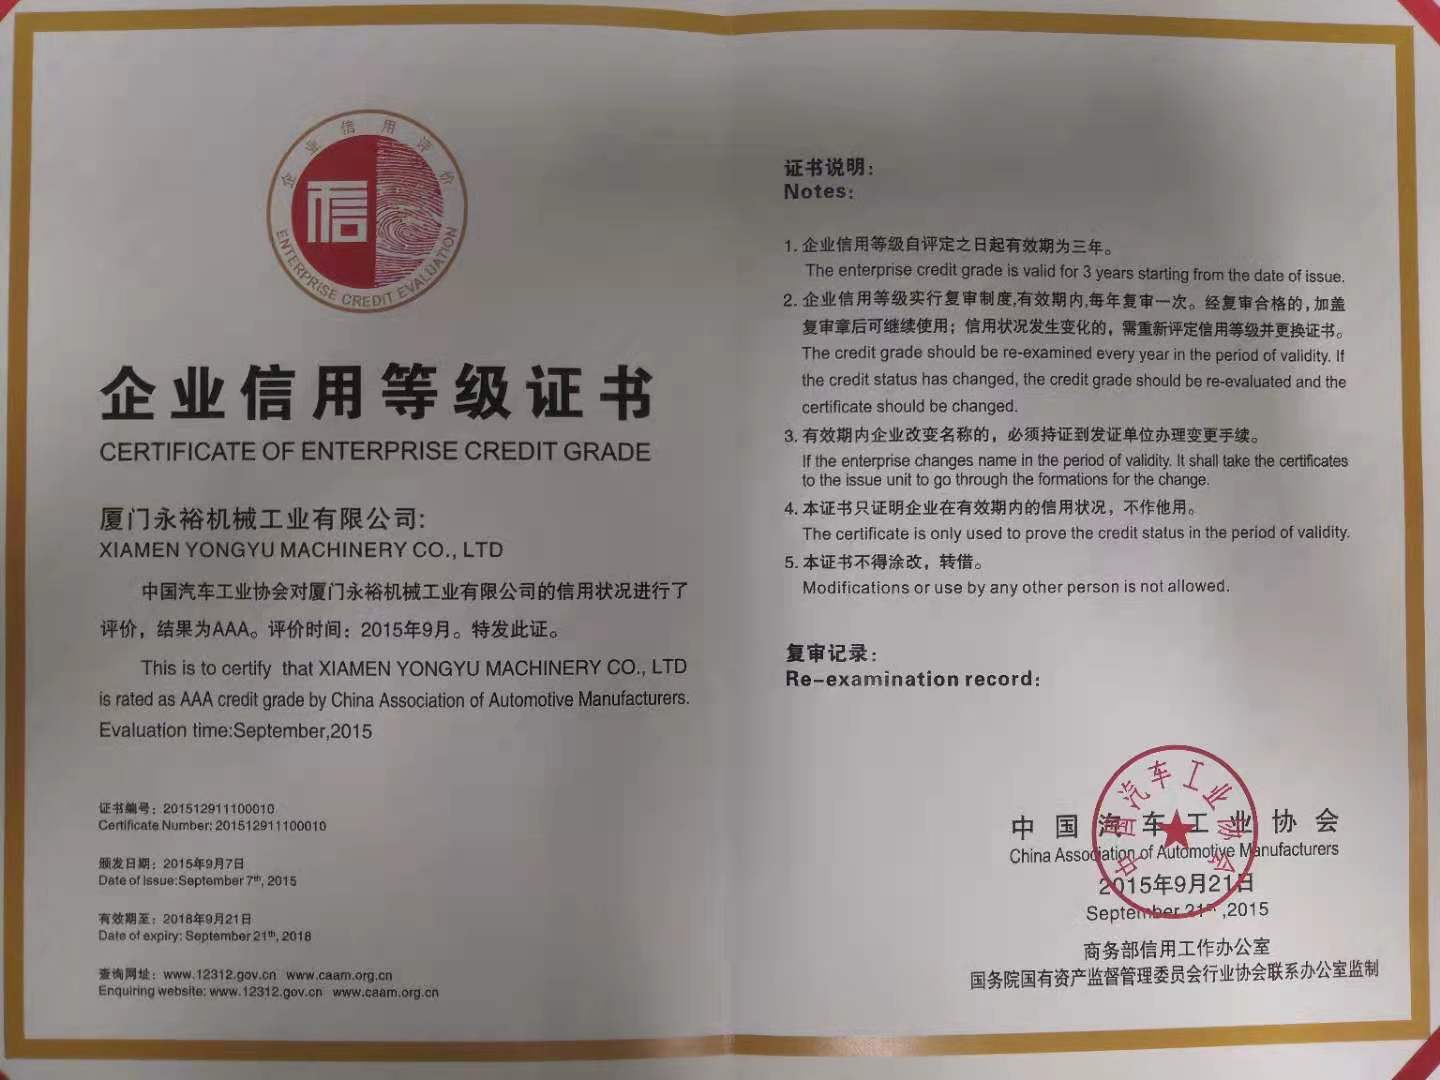 企业信用评价
信
ENTERPRISE CREDIT EVALUATION
企业信用等级证书
CERTIFICATE OF ENTERPRISE CREDIT GRADE
厦门永裕机械工业有限公司:
XIAMEN YONGYU MACHINERY CO., LTD
中国汽车工业协会对厦门永裕机械工业有限公司的信用状况进行了
评价，结果为AAA。评价时间：2015年9月。特发此证。
This is to certify that XIAMEN YONGYU MACHINERY CO., LTD
is rated as AAA credit grade by China Association of Automotive Manufacturers.
Evaluation time:September,2015
证书编号：201512911100010
Certificate Number: 201512911100010
颁发日期：2015年9月7日
Date of Issue:September 7th, 2015
有效期至：2018年9月21日
Date of expiry: September 21th, 2018
查询网址：www.12312.gov.cn www.caam.org.cn
Enquiring website: www.12312.gov.cn www.caam.org.cn
证书说明：
Notes:
1. 企业信用等级自评定之日起有效期为三年。
The enterprise credit grade is valid for 3 years starting from the date of issue.
2. 企业信用等级实行复审制度,有效期内,每年复审一次。经复审合格的,加盖
复审章后可继续使用；信用状况发生变化的，需重新评定信用等级并更换证书。
The credit grade should be re-examined every year in the period of validity. If
the credit status has changed, the credit grade should be re-evaluated and the
certificate should be changed.
3. 有效期内企业改变名称的，必须持证到发证单位办理变更手续。
If the enterprise changes name in the period of validity. It shall take the certificates
to the issue unit to go through the formations for the change.
4. 本证书只证明企业在有效期内的信用状况，不作他用。
The certificate is only used to prove the credit status in the period of validity.
5. 本证书不得涂改，转借。
Modifications or use by any other person is not allowed.
复审记录：
Re-examination record:
中国汽车工业协会
中国汽车工业协会
China Association of Automotive Manufacturers
2015年9月21日
September 21th ,2015
商务部信用工作办公室
国务院国有资产监督管理委员会行业协会联系办公室监制